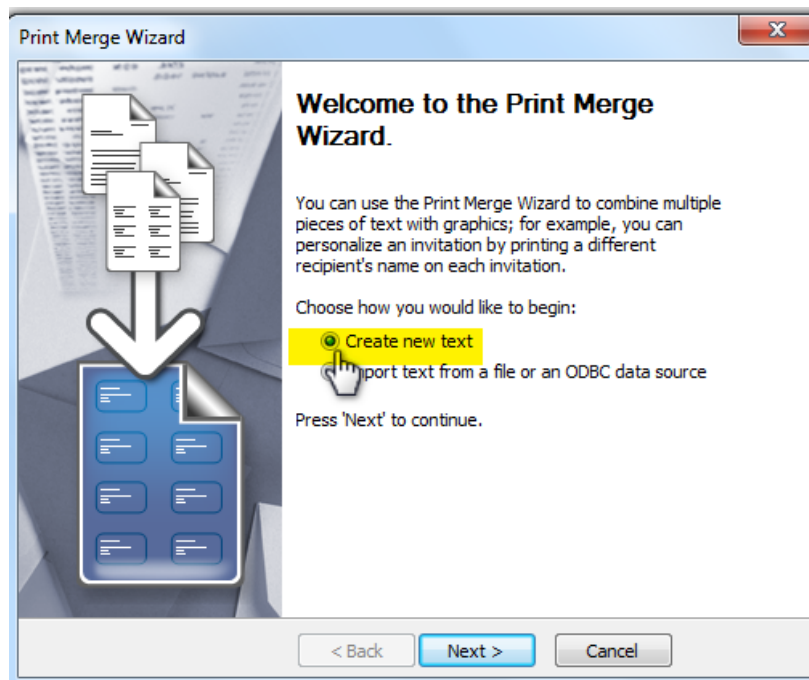 Print Merge Wizard
Welcome to the Print Merge
Wizard.
You can use the Print Merge Wizard to combine multiple
pieces of text with graphics; for example, you can
personalize an invitation by printing a different
recipient's name on each invitation.
Choose how you would like to begin:
Create new text
port text from a file or an ODBC data source
Press 'Next' to continue.
< Back
Next >
Cancel